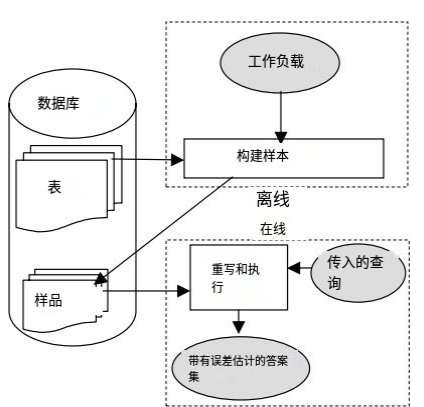 工作负载
数据库
构建样本
表
离线
在线
重写和执
行
传入的查
询
样品
带有误差估计的答案
集